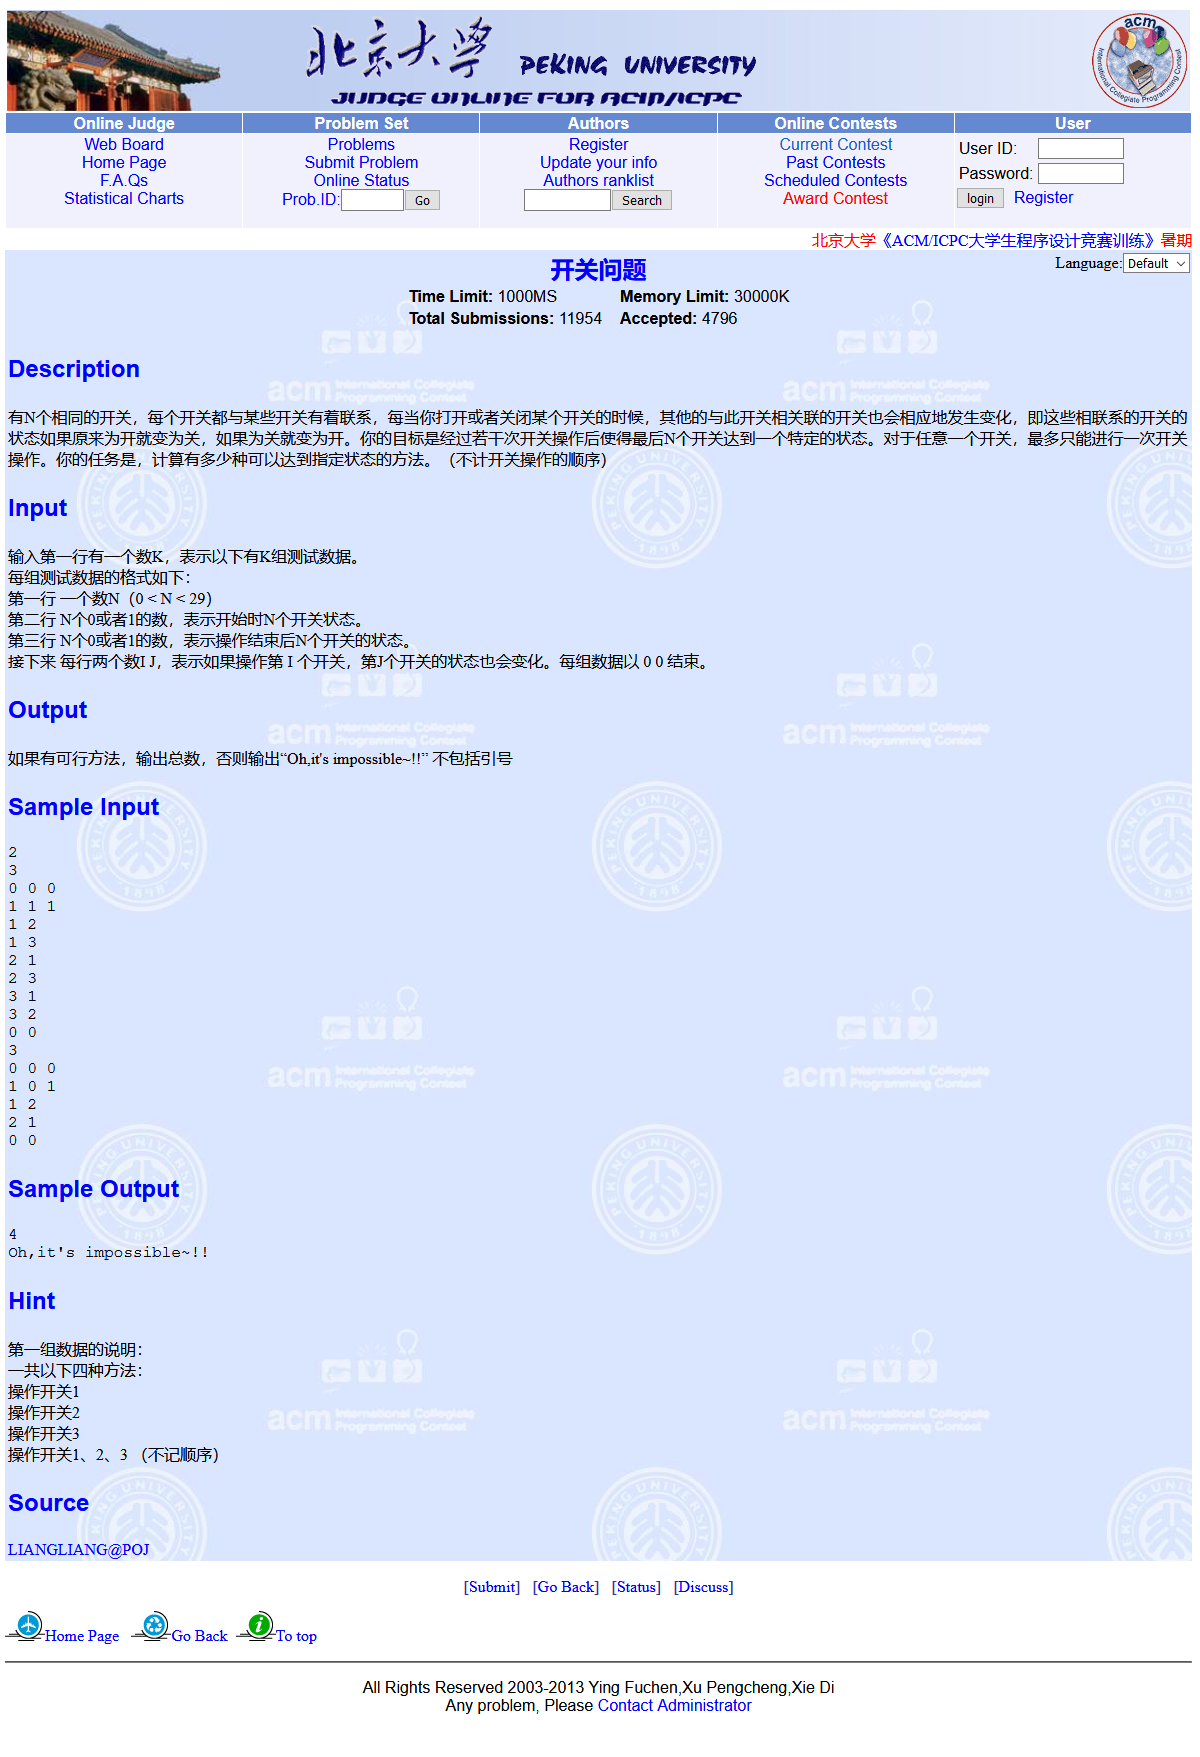 北京大學 PEKING UNIVERSITY
JUDGE ONLINE FOR ACM/ICPC
acm
International Collegiate Programming Contest
Online Judge Problem Set Authors Online Contests User
Web Board Problems Register Current Contest User ID:
Home Page Submit Problem Update your info Past Contests
F.A.Qs Online Status Authors ranklist Scheduled Contests Password:
Statistical Charts Prob.ID: Go Search Award Contest login Register
北京大学《ACM/ICPC大学生程序设计竞赛训练》暑期
开关问题
Language: Default
Time Limit: 1000MS Memory Limit: 30000K
Total Submissions: 11954 Accepted: 4796
Description
有N个相同的开关，每个开关都与某些开关有着联系，每当你打开或者关闭某个开关的时候，其他的与此开关相关联的开关也会相应地发生变化，即这些相联系的开关的
状态如果原来为开就变为关，如果为关就变为开。你的目标是经过若干次开关操作后使得最后N个开关达到一个特定的状态。对于任意一个开关，最多只能进行一次开关
操作。你的任务是，计算有多少种可以达到指定状态的方法。（不计开关操作的顺序）
Input
输入第一行有一个数K，表示以下有K组测试数据。
每组测试数据的格式如下：
第一行 一个数N（0 < N < 29）
第二行 N个0或者1的数，表示开始时N个开关状态。
第三行 N个0或者1的数，表示操作结束后N个开关的状态。
接下来 每行两个数I J，表示如果操作第 I 个开关，第J个开关的状态也会变化。每组数据以 0 0 结束。
Output
如果有可行方法，输出总数，否则输出“Oh,it's impossible~!!” 不包括引号
Sample Input
2
3
0 0 0
1 1 1
1 2
1 3
2 1
2 3
3 1
3 2
0 0
3
0 0 0
1 0 1
1 2
2 1
0 0
Sample Output
4
Oh,it's impossible~!!
Hint
第一组数据的说明：
一共以下四种方法：
操作开关1
操作开关2
操作开关3
操作开关1、2、3 （不记顺序）
Source
LIANGLIANG@POJ
[Submit] [Go Back] [Status] [Discuss]
Home Page Go Back To top
All Rights Reserved 2003-2013 Ying Fuchen,Xu Pengcheng,Xie Di
Any problem, Please Contact Administrator